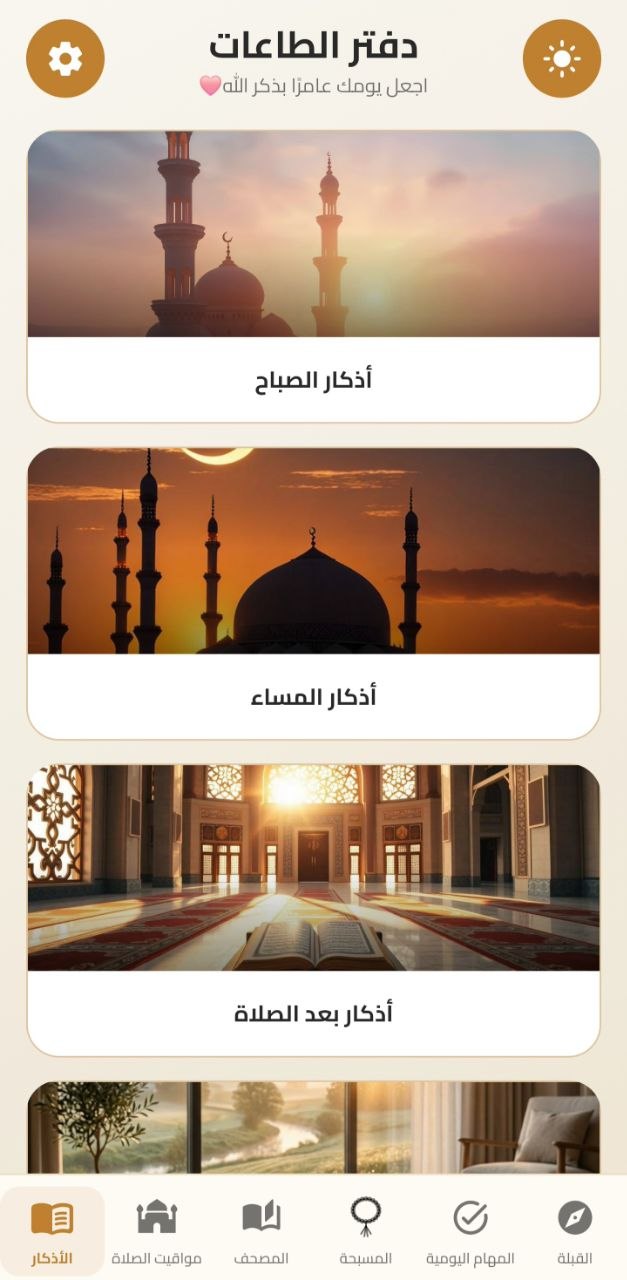 دفتر الطاعات
اجعل يومك عامرًا بذكر الله🩷
أذكار الصباح
أذكار المساء
أذكار بعد الصلاة
القبلة
المهام اليومية
المسبحة
المصحف
مواقيت الصلاة
الأذكار